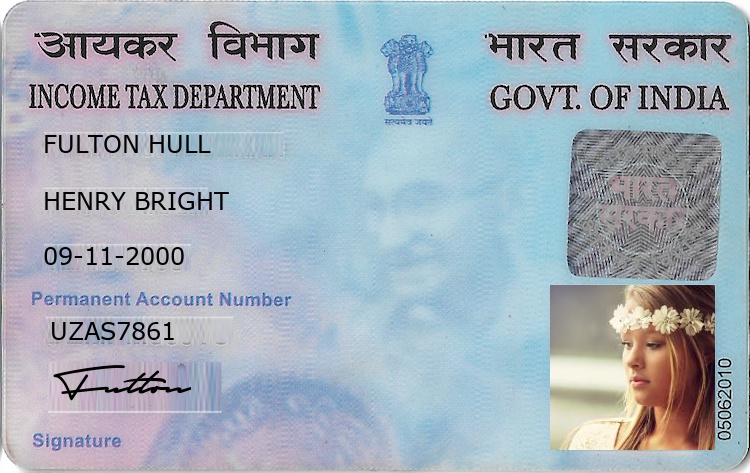 आयकर विभाग
भारत सरकार
INCOME TAX DEPARTMENT
GOVT. OF INDIA
सत्यमेव जयते
FULTON HULL
भारत
सरकार
HENRY BRIGHT
09-11-2000
Permanent Account Number
UZAS7861
Fulton
Signature
05062010